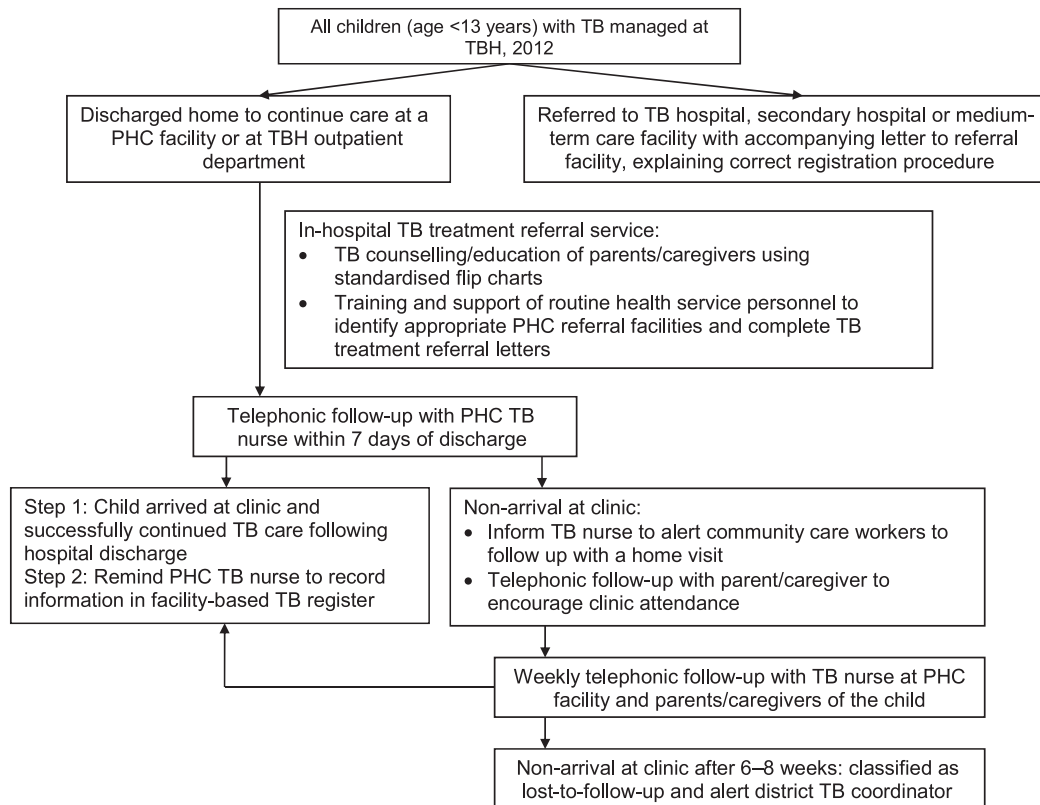 All children (age <13 years) with TB managed at
TBH, 2012
Discharged home to continue care at a
PHC facility or at TBH outpatient
department
Referred to TB hospital, secondary hospital or medium-
term care facility with accompanying letter to referral
facility, explaining correct registration procedure
In-hospital TB treatment referral service:
• TB counselling/education of parents/caregivers using
standardised flip charts
• Training and support of routine health service personnel to
identify appropriate PHC referral facilities and complete TB
treatment referral letters
Telephonic follow-up with PHC TB
nurse within 7 days of discharge
Step 1: Child arrived at clinic and
successfully continued TB care following
hospital discharge
Step 2: Remind PHC TB nurse to record
information in facility-based TB register
Non-arrival at clinic:
• Inform TB nurse to alert community care workers to
follow up with a home visit
• Telephonic follow-up with parent/caregiver to
encourage clinic attendance
Weekly telephonic follow-up with TB nurse at PHC
facility and parents/caregivers of the child
Non-arrival at clinic after 6–8 weeks: classified as
lost-to-follow-up and alert district TB coordinator